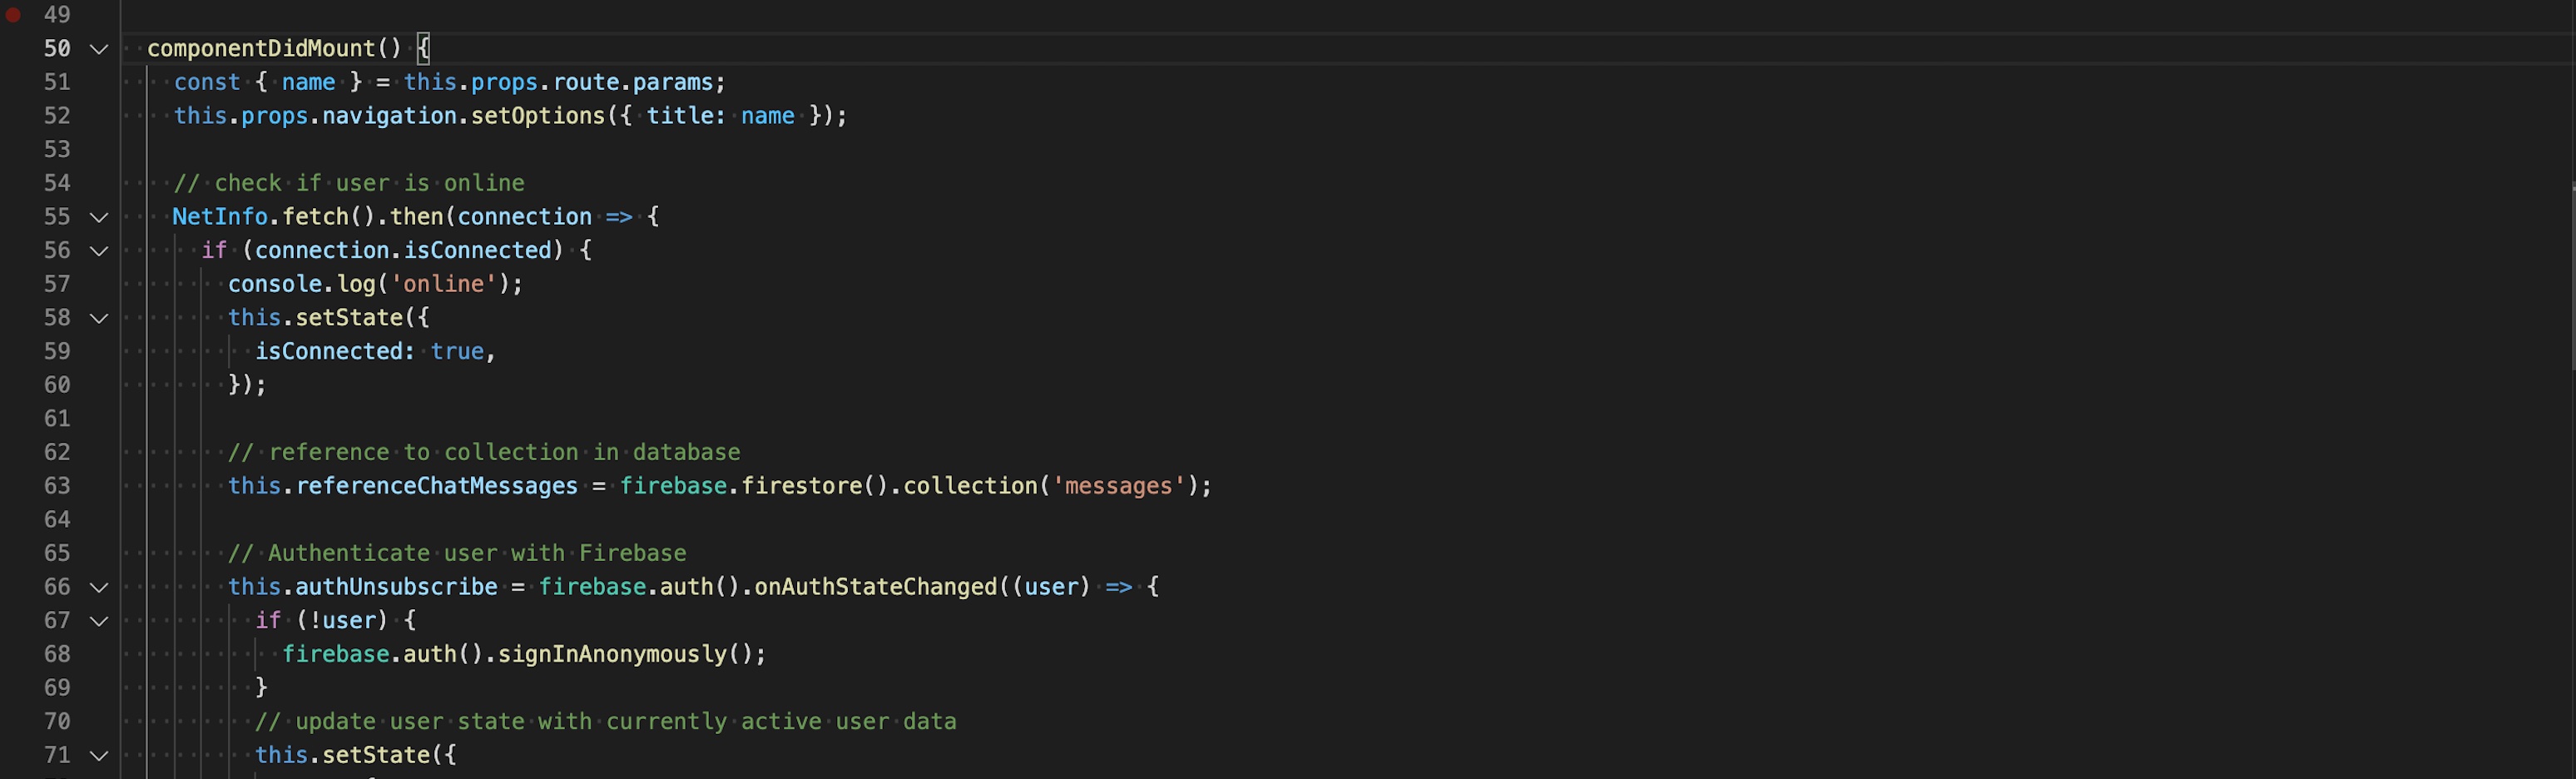 49
50 componentDidMount() {
51 const { name } = this.props.route.params;
52 this.props.navigation.setOptions({ title: name });
53
54 // check if user is online
55 NetInfo.fetch().then(connection => {
56 if (connection.isConnected) {
57 console.log('online');
58 this.setState({
59 isConnected: true,
60 });
61
62 // reference to collection in database
63 this.referenceChatMessages = firebase.firestore().collection('messages');
64
65 // Authenticate user with Firebase
66 this.authUnsubscribe = firebase.auth().onAuthStateChanged((user) => {
67 if (!user) {
68 firebase.auth().signInAnonymously();
69 }
70 // update user state with currently active user data
71 this.setState({